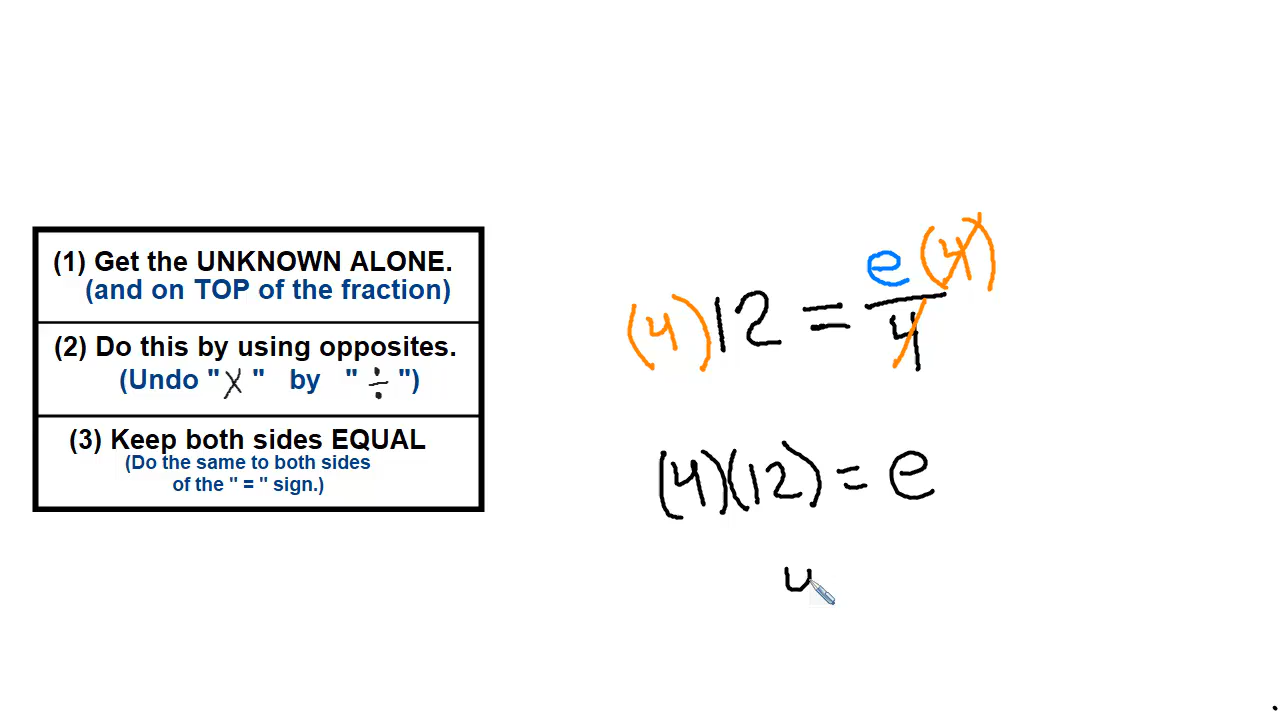 (1) Get the UNKNOWN ALONE.
(and on TOP of the fraction)
(2) Do this by using opposites.
(Undo "X" by "÷")
(3) Keep both sides EQUAL
(Do the same to both sides
of the "=" sign.)
e(4)
(4)12 = —
4
(4)(12) = e